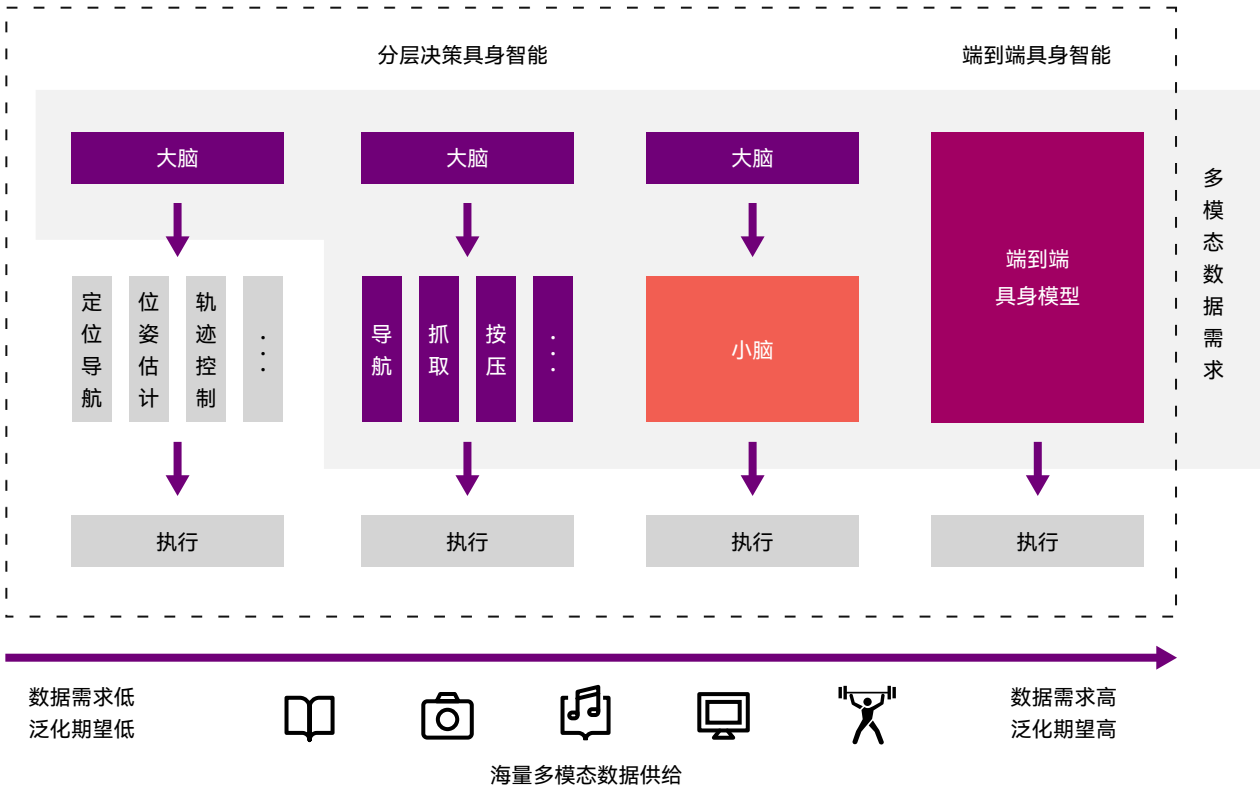 分层决策具身智能
端到端具身智能
大脑
大脑
大脑
端到端
具身模型
多模态数据需求
定位导航
位姿估计
轨迹控制
...
导航
抓取
按压
...
小脑
执行
执行
执行
执行
数据需求低
泛化期望低
数据需求高
泛化期望高
海量多模态数据供给